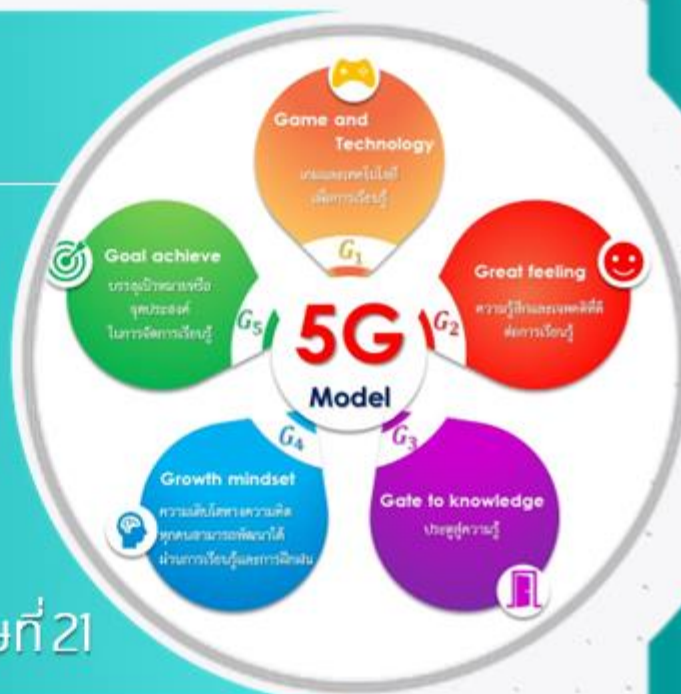 Game and
Technology
เกมและเทคโนโลยี
เพื่อการเรียนรู้
G1
Great feeling
ความรู้สึกและเจตคติที่ดี
ต่อการเรียนรู้
G2
Gate to knowledge
ประตูสู่ความรู้
G3
Growth mindset
ความเติบโตทางความคิด
ทุกคนสามารถพัฒนาได้
ผ่านการเรียนรู้และการฝึกฝน
G4
Goal achieve
บรรลุเป้าหมายหรือ
จุดประสงค์
ในการจัดการเรียนรู้
G5
5G
Model
ที่ 21